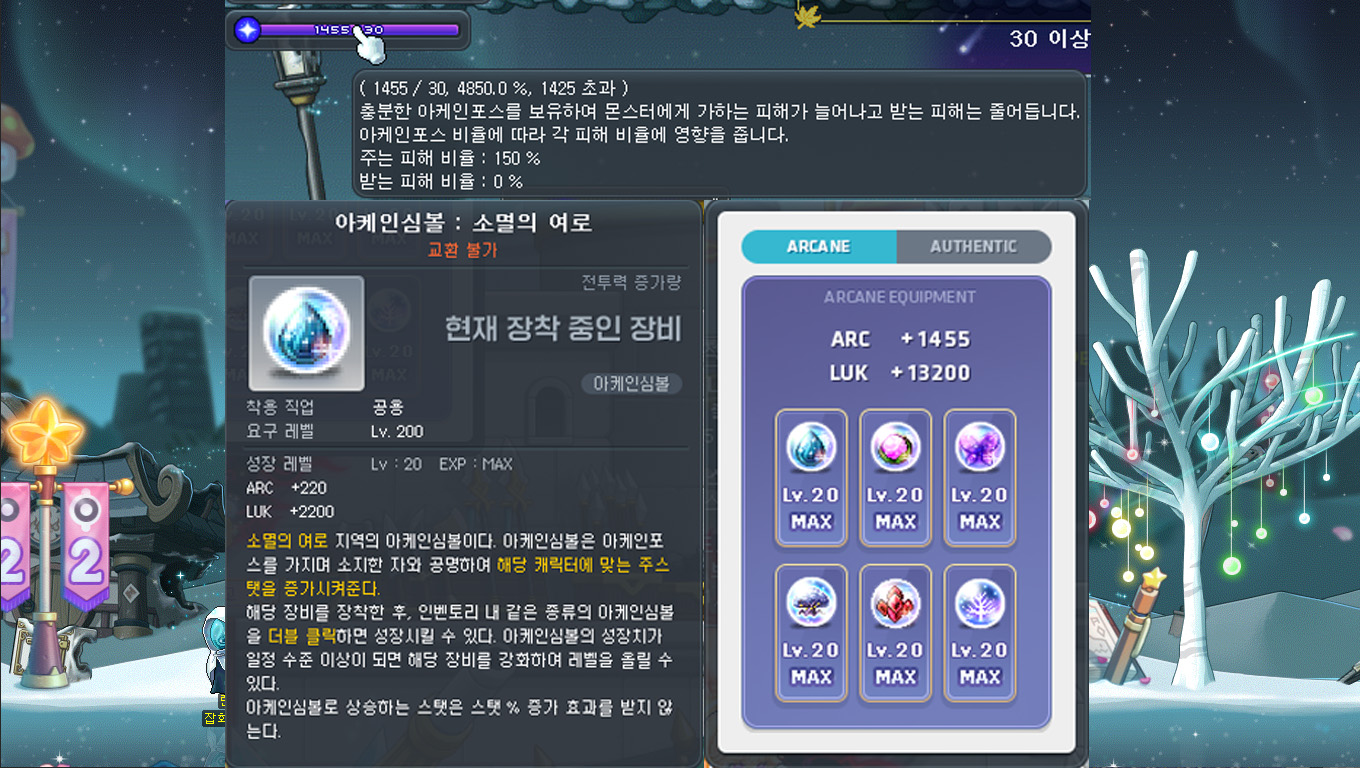 1455/30
30 이상
( 1455 / 30, 4850.0 %, 1425 초과 )
충분한 아케인포스를 보유하여 몬스터에게 가하는 피해가 늘어나고 받는 피해는 줄어듭니다.
아케인포스 비율에 따라 각 피해 비율에 영향을 줍니다.
주는 피해 비율 : 150 %
받는 피해 비율 : 0 %
아케인심볼 : 소멸의 여로
교환 불가
전투력 증가량
현재 장착 중인 장비
아케인심볼
착용 직업 공용
요구 레벨 Lv. 200
성장 레벨 Lv : 20 EXP : MAX
ARC +220
LUK +2200
소멸의 여로 지역의 아케인심볼이다. 아케인심볼은 아케인포
스를 가지며 소지한 자와 공명하여 해당 캐릭터에 맞는 주스
탯을 증가시켜준다.
해당 장비를 장착한 후, 인벤토리 내 같은 종류의 아케인심볼
을 더블 클릭하면 성장시킬 수 있다. 아케인심볼의 성장치가
일정 수준 이상이 되면 해당 장비를 강화하여 레벨을 올릴 수
있다.
아케인심볼로 상승하는 스탯은 스탯 % 증가 효과를 받지 않
는다.
ARCANE AUTHENTIC
ARCANE EQUIPMENT
ARC +1455
LUK +13200
Lv.20 Lv.20 Lv.20
MAX MAX MAX
Lv.20 Lv.20 Lv.20
MAX MAX MAX
2 2
잡화